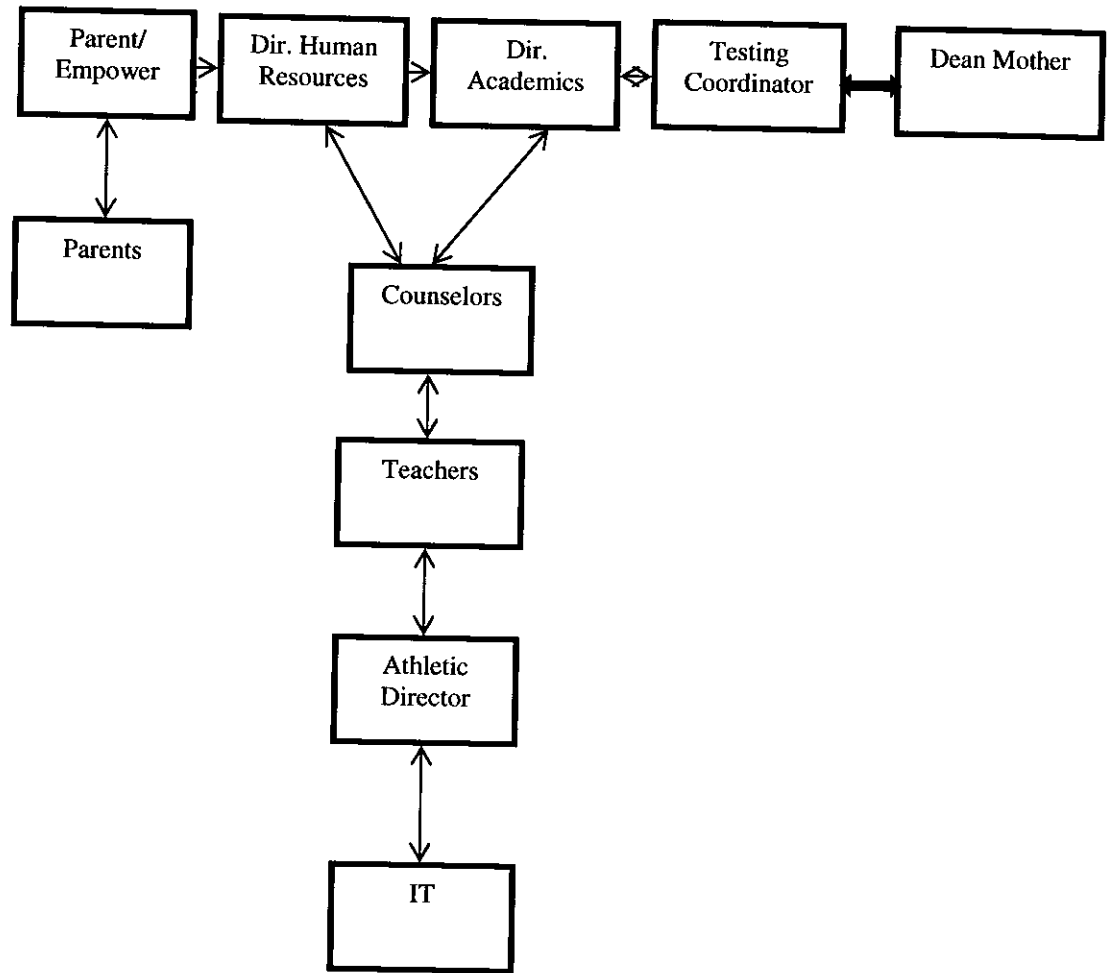 Parent/
Empower
Dir. Human
Resources
Dir.
Academics
Testing
Coordinator
Dean Mother
Parents
Counselors
Teachers
Athletic
Director
IT